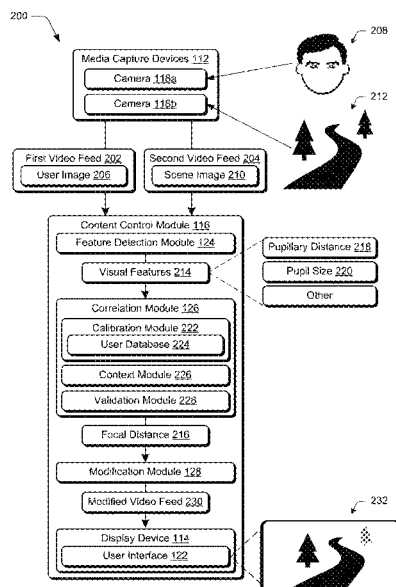 200
Media Capture Devices 112
Camera 118a
Camera 118b
208
212
First Video Feed 202
User Image 206
Second Video Feed 204
Scene Image 210
Content Control Module 116
Feature Detection Module 124
Visual Features 214
Pupillary Distance 218
Pupil Size 220
Other
Correlation Module 126
Calibration Module 222
User Database 224
Context Module 226
Validation Module 228
Focal Distance 216
Modification Module 128
Modified Video Feed 230
Display Device 114
User Interface 122
232